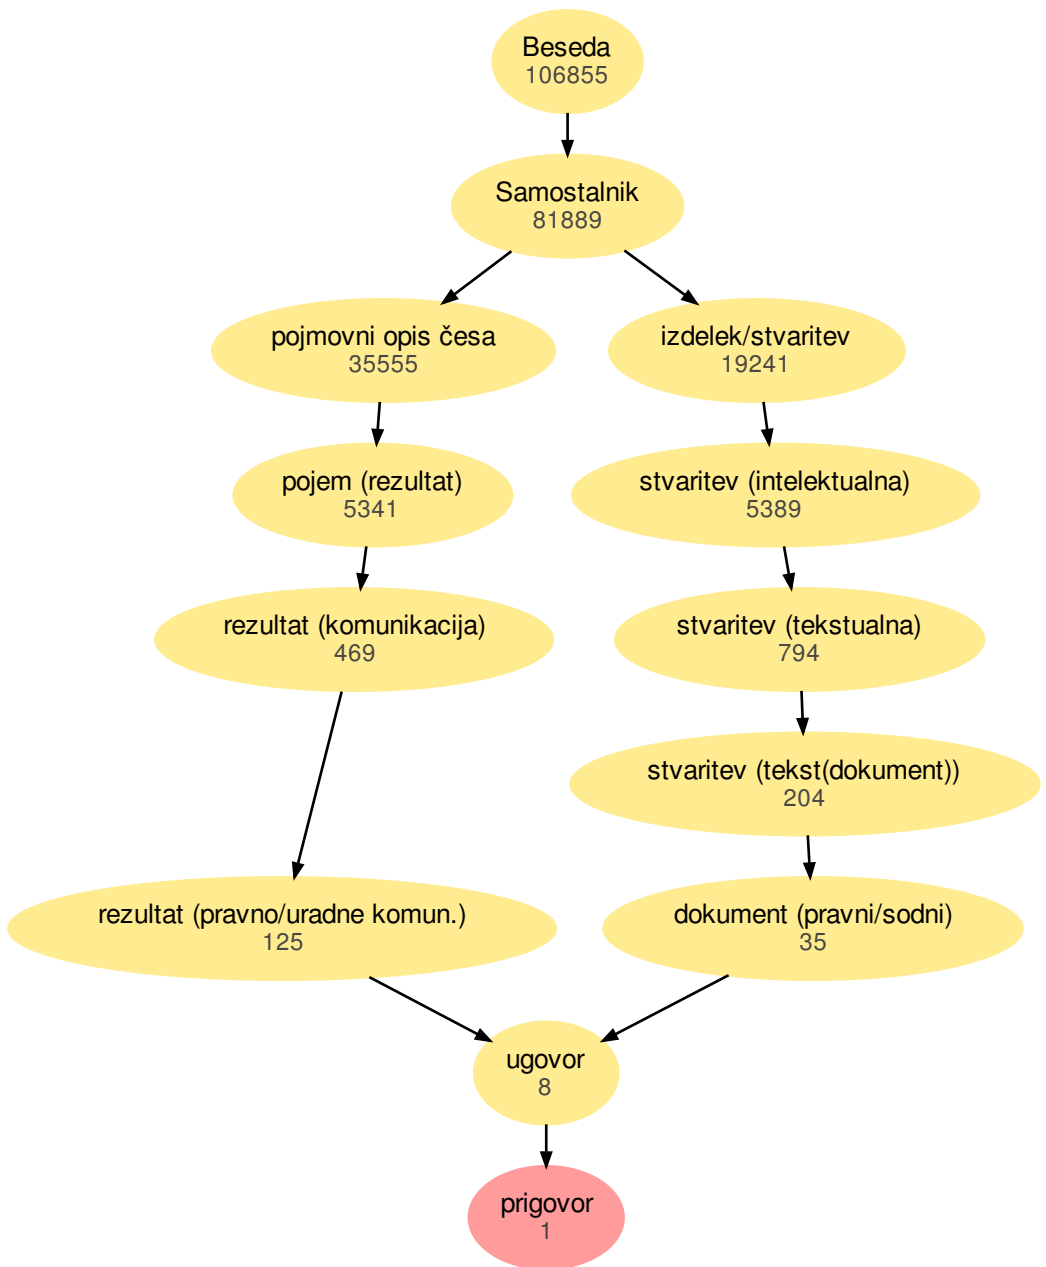 Beseda
106855
Samostalnik
81889
pojmovni opis česa
35555
izdelek/stvaritev
19241
pojem (rezultat)
5341
stvaritev (intelektualna)
5389
rezultat (komunikacija)
469
stvaritev (tekstualna)
794
stvaritev (tekst(dokument))
204
rezultat (pravno/uradne komun.)
125
dokument (pravni/sodni)
35
ugovor
8
prigovor
1